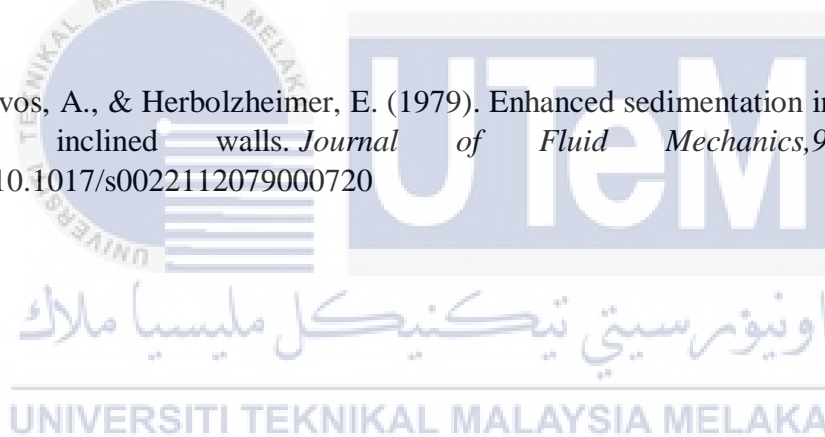 vos, A., & Herbolzheimer, E. (1979). Enhanced sedimentation in
inclined walls. Journal of Fluid Mechanics,9
10.1017/s0022112079000720
UTeM
اونيۏرسيتي تيكنيكل مليسيا ملاك
UNIVERSITI TEKNIKAL MALAYSIA MELAKA